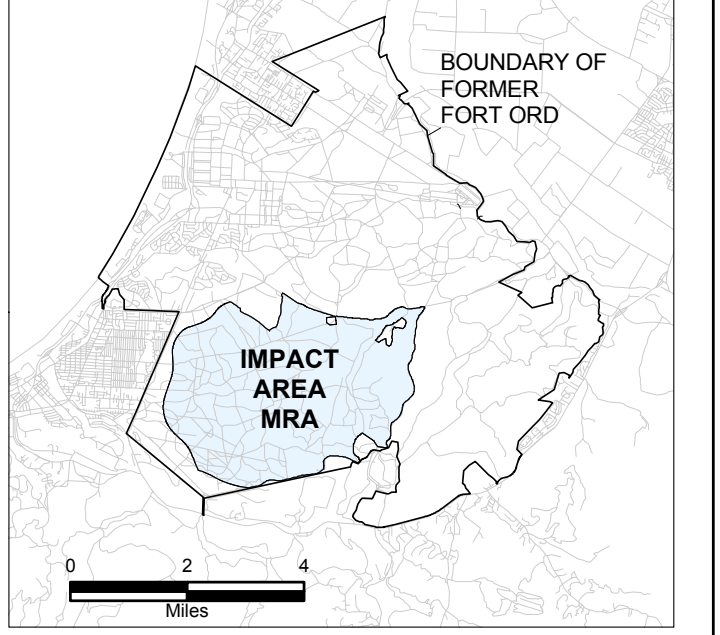 BOUNDARY OF
FORMER
FORT ORD
IMPACT
AREA
MRA
0 2 4
Miles